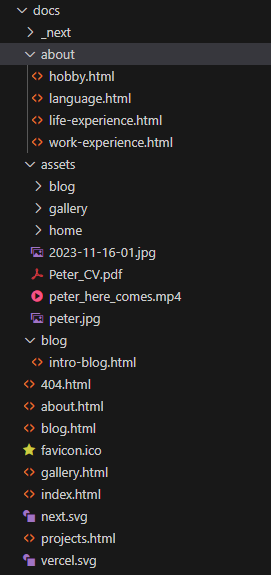 docs
_next
about
hobby.html
language.html
life-experience.html
work-experience.html
assets
blog
gallery
home
2023-11-16-01.jpg
Peter_CV.pdf
peter_here_comes.mp4
peter.jpg
blog
intro-blog.html
404.html
about.html
blog.html
favicon.ico
gallery.html
index.html
next.svg
projects.html
vercel.svg